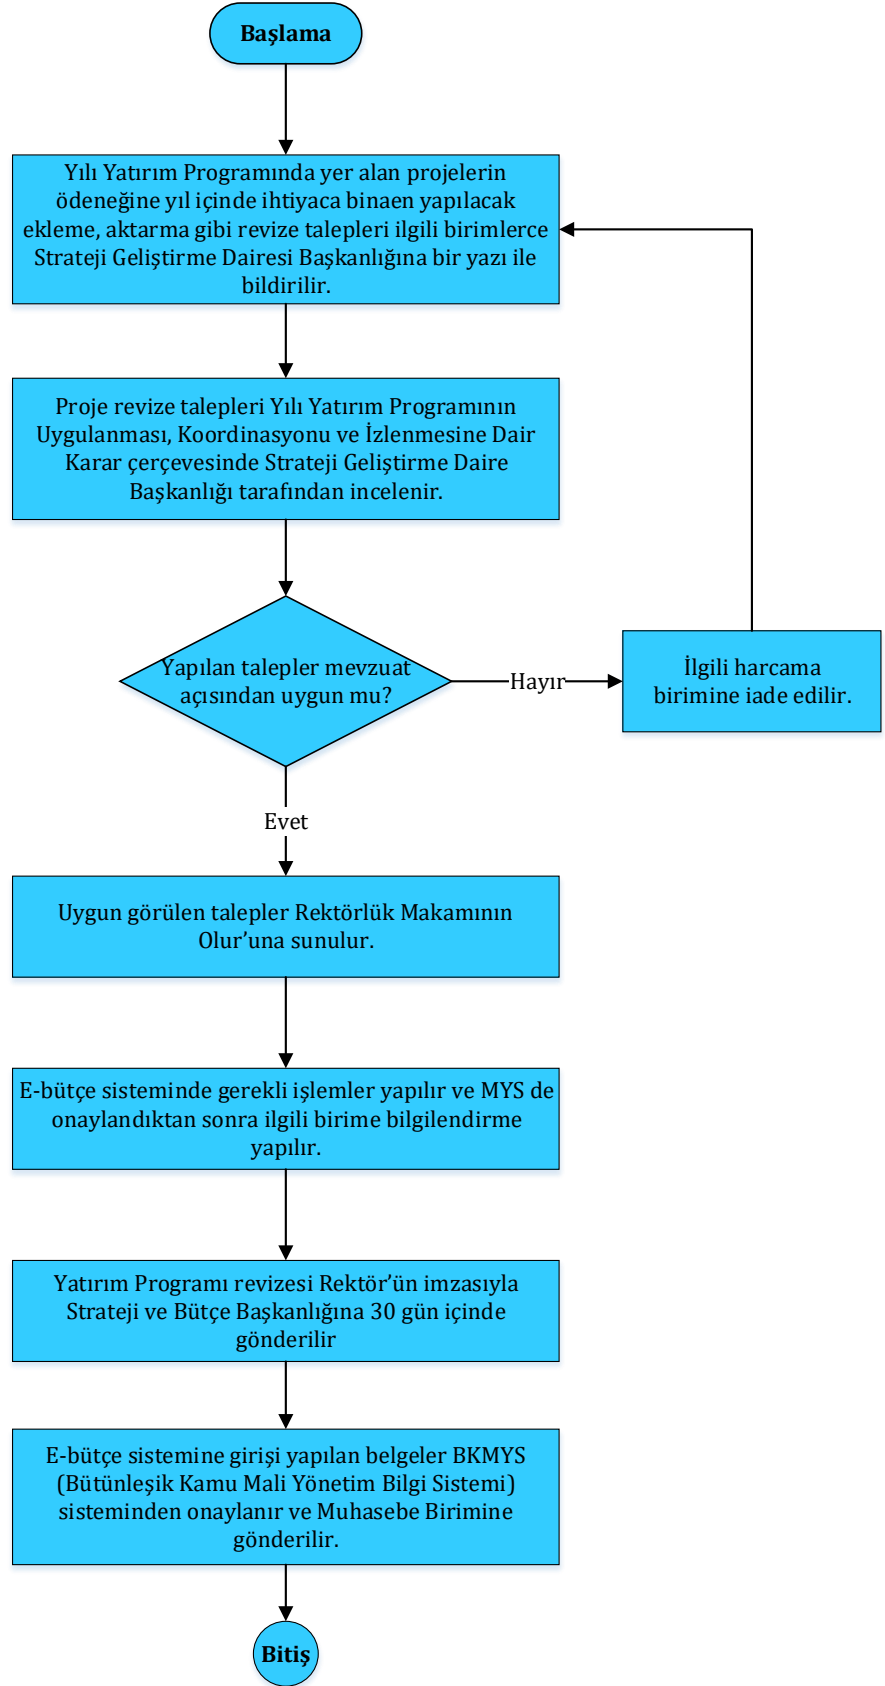 Başlama
Yılı Yatırım Programında yer alan projelerin
ödeneğine yıl içinde ihtiyaca binaen yapılacak
ekleme, aktarma gibi revize talepleri ilgili birimlerce
Strateji Geliştirme Dairesi Başkanlığına bir yazı ile
bildirilir.
Proje revize talepleri Yılı Yatırım Programının
Uygulanması, Koordinasyonu ve İzlenmesine Dair
Karar çerçevesinde Strateji Geliştirme Daire
Başkanlığı tarafından incelenir.
Yapılan talepler mevzuat
açısından uygun mu?
Hayır
İlgili harcama
birimine iade edilir.
Evet
Uygun görülen talepler Rektörlük Makamının
Olur’una sunulur.
E-bütçe sisteminde gerekli işlemler yapılır ve MYS de
onaylandıktan sonra ilgili birime bilgilendirme
yapılır.
Yatırım Programı revizesi Rektör’ün imzasıyla
Strateji ve Bütçe Başkanlığına 30 gün içinde
gönderilir
E-bütçe sistemine girişi yapılan belgeler BKMYS
(Bütünleşik Kamu Mali Yönetim Bilgi Sistemi)
sisteminden onaylanır ve Muhasebe Birimine
gönderilir.
Bitiş